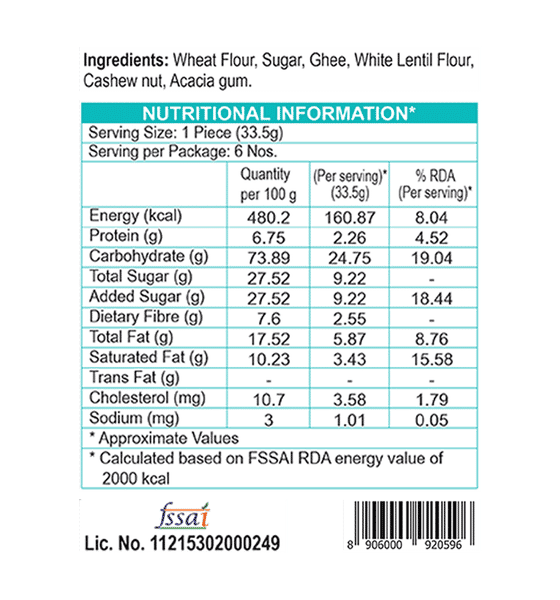 Ingredients: Wheat Flour, Sugar, Ghee, White Lentil Flour,
Cashew nut, Acacia gum.
NUTRITIONAL INFORMATION*
Serving Size: 1 Piece (33.5g)
Serving per Package: 6 Nos.
Quantity per 100 g (Per serving)* (33.5g) % RDA (Per serving)*
Energy (kcal) 480.2 160.87 8.04
Protein (g) 6.75 2.26 4.52
Carbohydrate (g) 73.89 24.75 19.04
Total Sugar (g) 27.52 9.22 -
Added Sugar (g) 27.52 9.22 18.44
Dietary Fibre (g) 7.6 2.55 -
Total Fat (g) 17.52 5.87 8.76
Saturated Fat (g) 10.23 3.43 15.58
Trans Fat (g) - - -
Cholesterol (mg) 10.7 3.58 1.79
Sodium (mg) 3 1.01 0.05
* Approximate Values
* Calculated based on FSSAI RDA energy value of
2000 kcal
fssai
Lic. No. 11215302000249
8 906000 920596